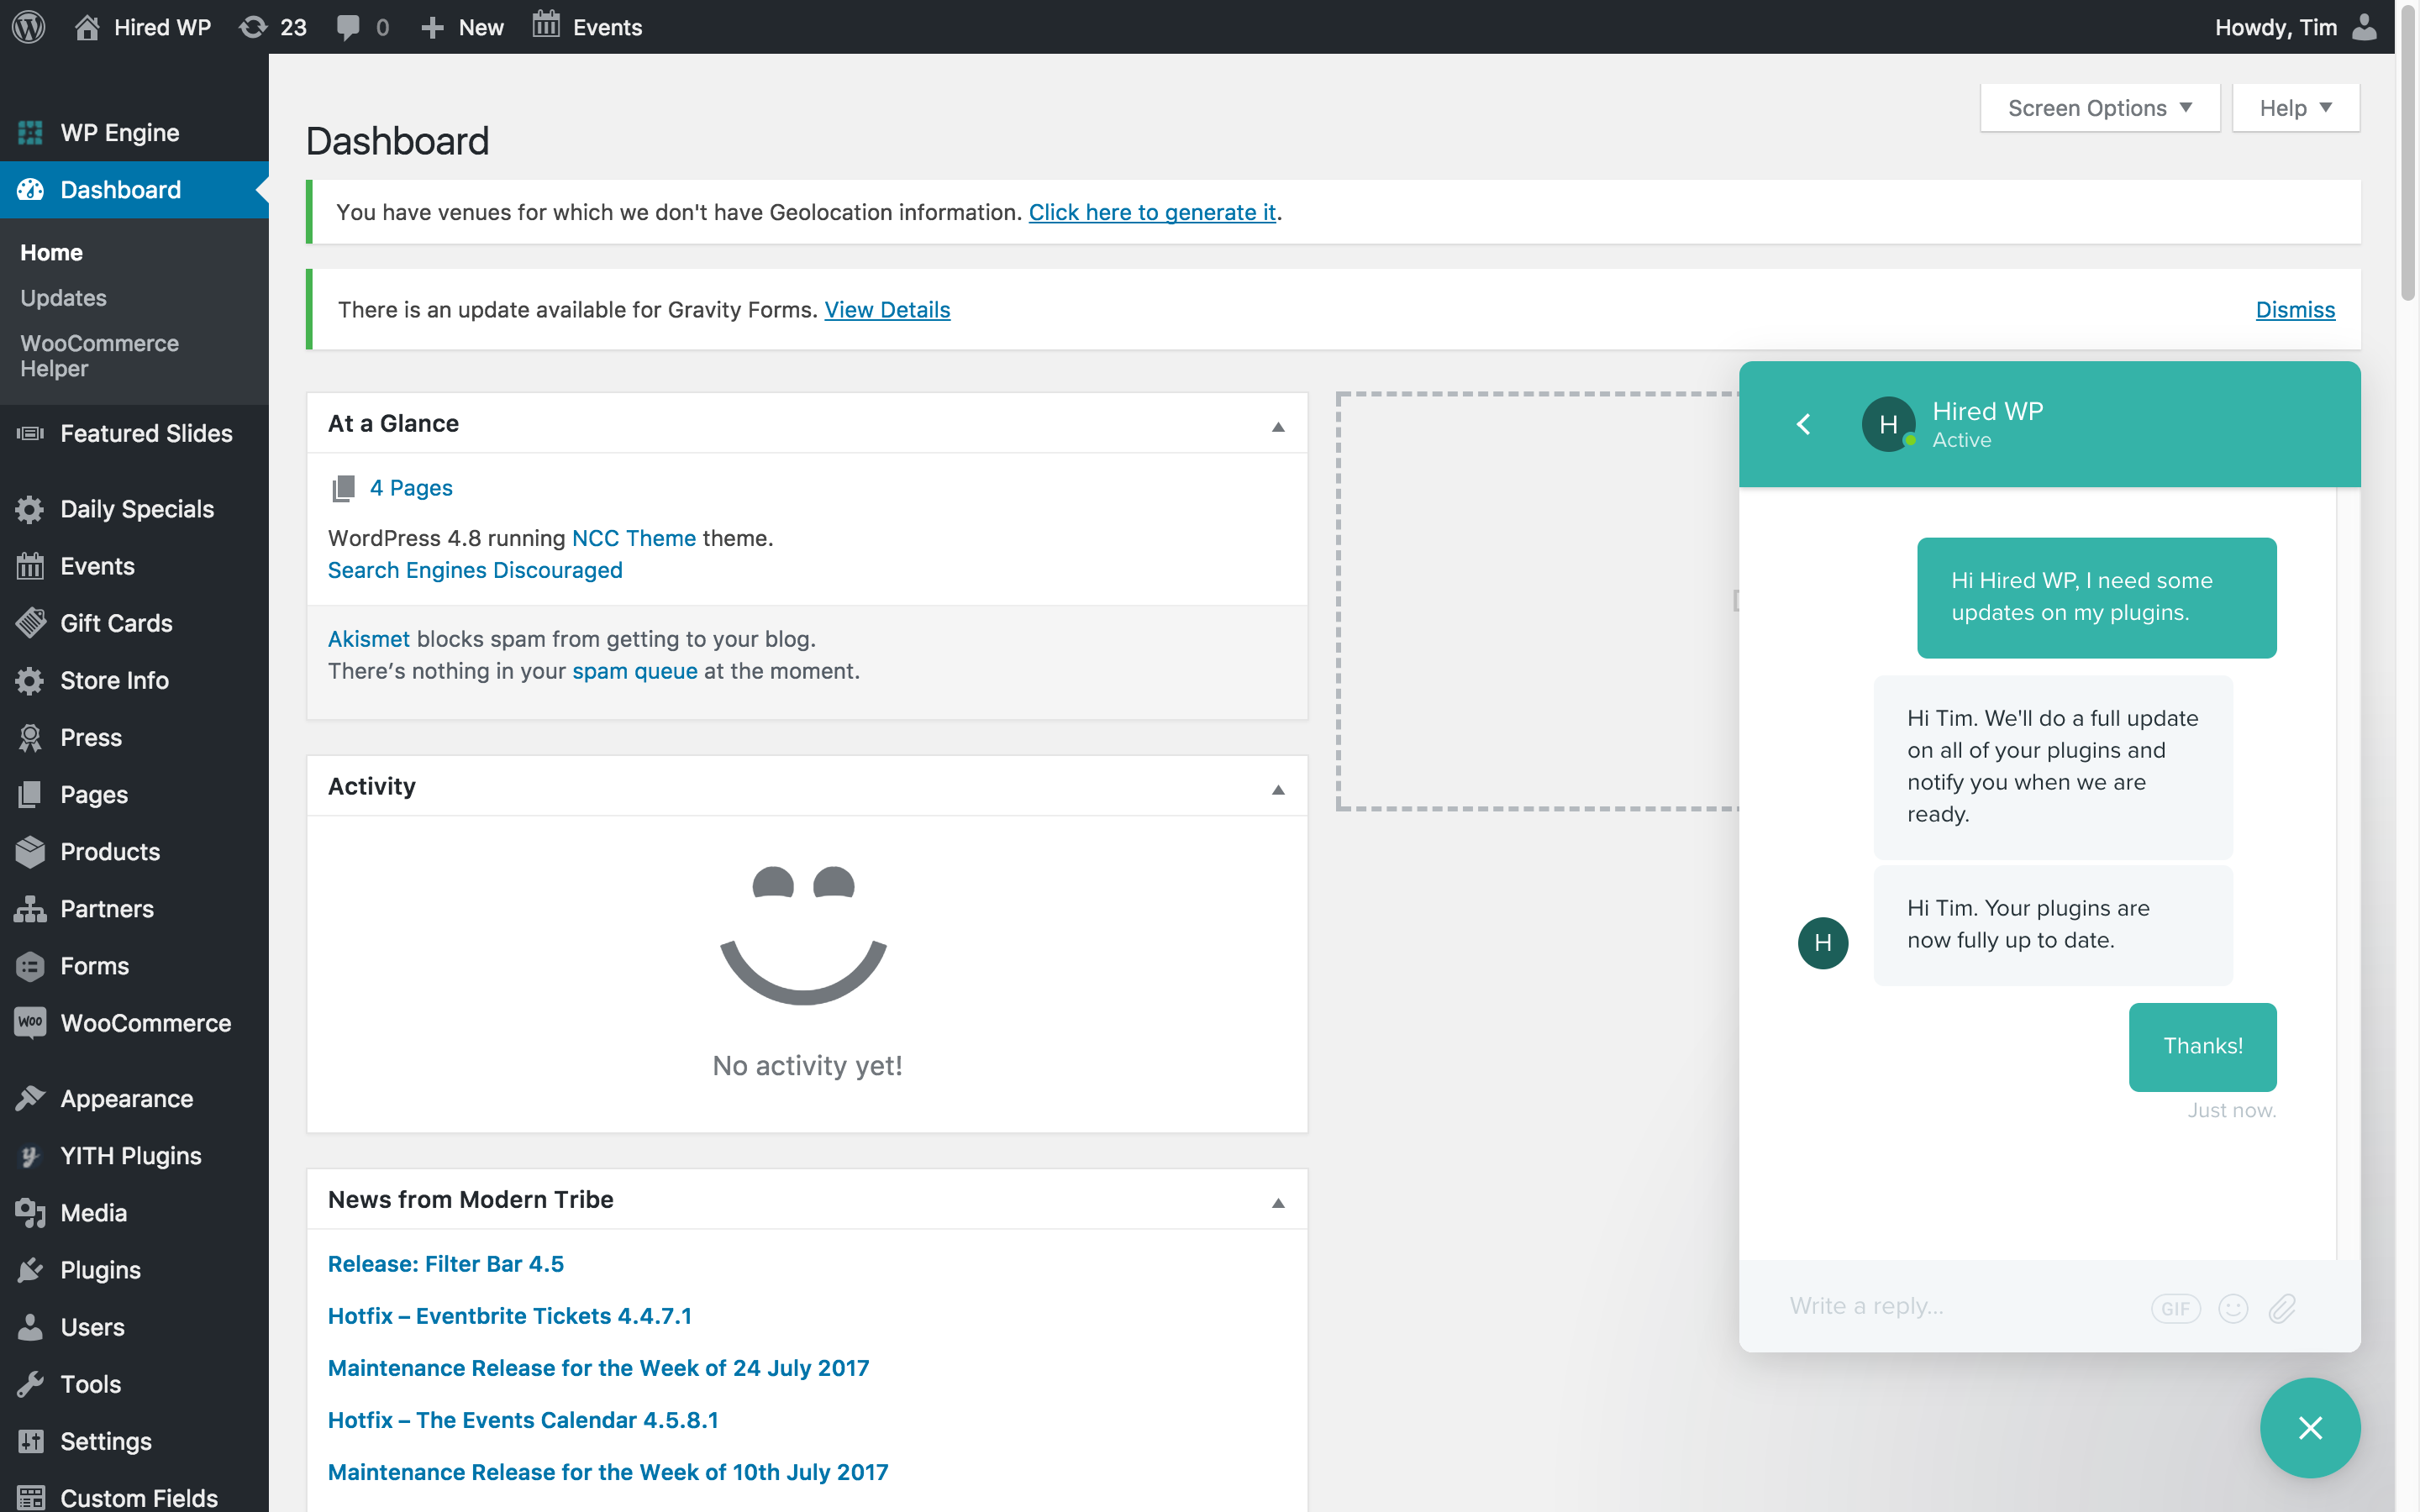 Hired WP
23
0
New
Events
Howdy, Tim
WP Engine
Dashboard
Home
Updates
WooCommerce
Helper
Featured Slides
Daily Specials
Events
Gift Cards
Store Info
Press
Pages
Products
Partners
Forms
WooCommerce
Appearance
YITH Plugins
Media
Plugins
Users
Tools
Settings
Custom Fields
Screen Options
Help
Dashboard
You have venues for which we don't have Geolocation information. Click here to generate it.
There is an update available for Gravity Forms. View Details
Dismiss
At a Glance
4 Pages
WordPress 4.8 running NCC Theme theme.
Search Engines Discouraged
Akismet blocks spam from getting to your blog.
There’s nothing in your spam queue at the moment.
Activity
No activity yet!
News from Modern Tribe
Release: Filter Bar 4.5
Hotfix – Eventbrite Tickets 4.4.7.1
Maintenance Release for the Week of 24 July 2017
Hotfix – The Events Calendar 4.5.8.1
Maintenance Release for the Week of 10th July 2017
H
Hired WP
Active
Hi Hired WP, I need some
updates on my plugins.
Hi Tim. We'll do a full update
on all of your plugins and
notify you when we are
ready.
Hi Tim. Your plugins are
now fully up to date.
H
Thanks!
Just now.
Write a reply...
GIF